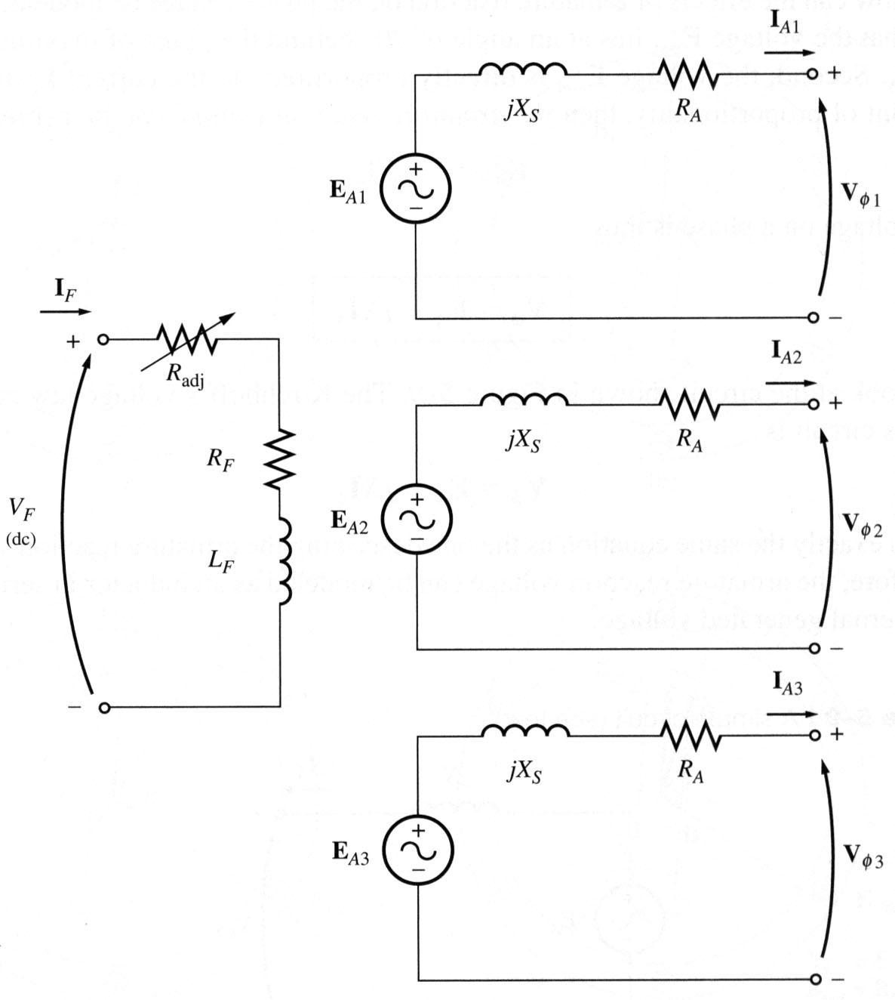 I_A1
+
jX_S
R_A
+
E_A1
−
V_ϕ1
−
I_F
+
R_adj
R_F
V_F
(dc)
L_F
−
I_A2
+
jX_S
R_A
+
E_A2
−
V_ϕ2
−
I_A3
+
jX_S
R_A
+
E_A3
−
V_ϕ3
−